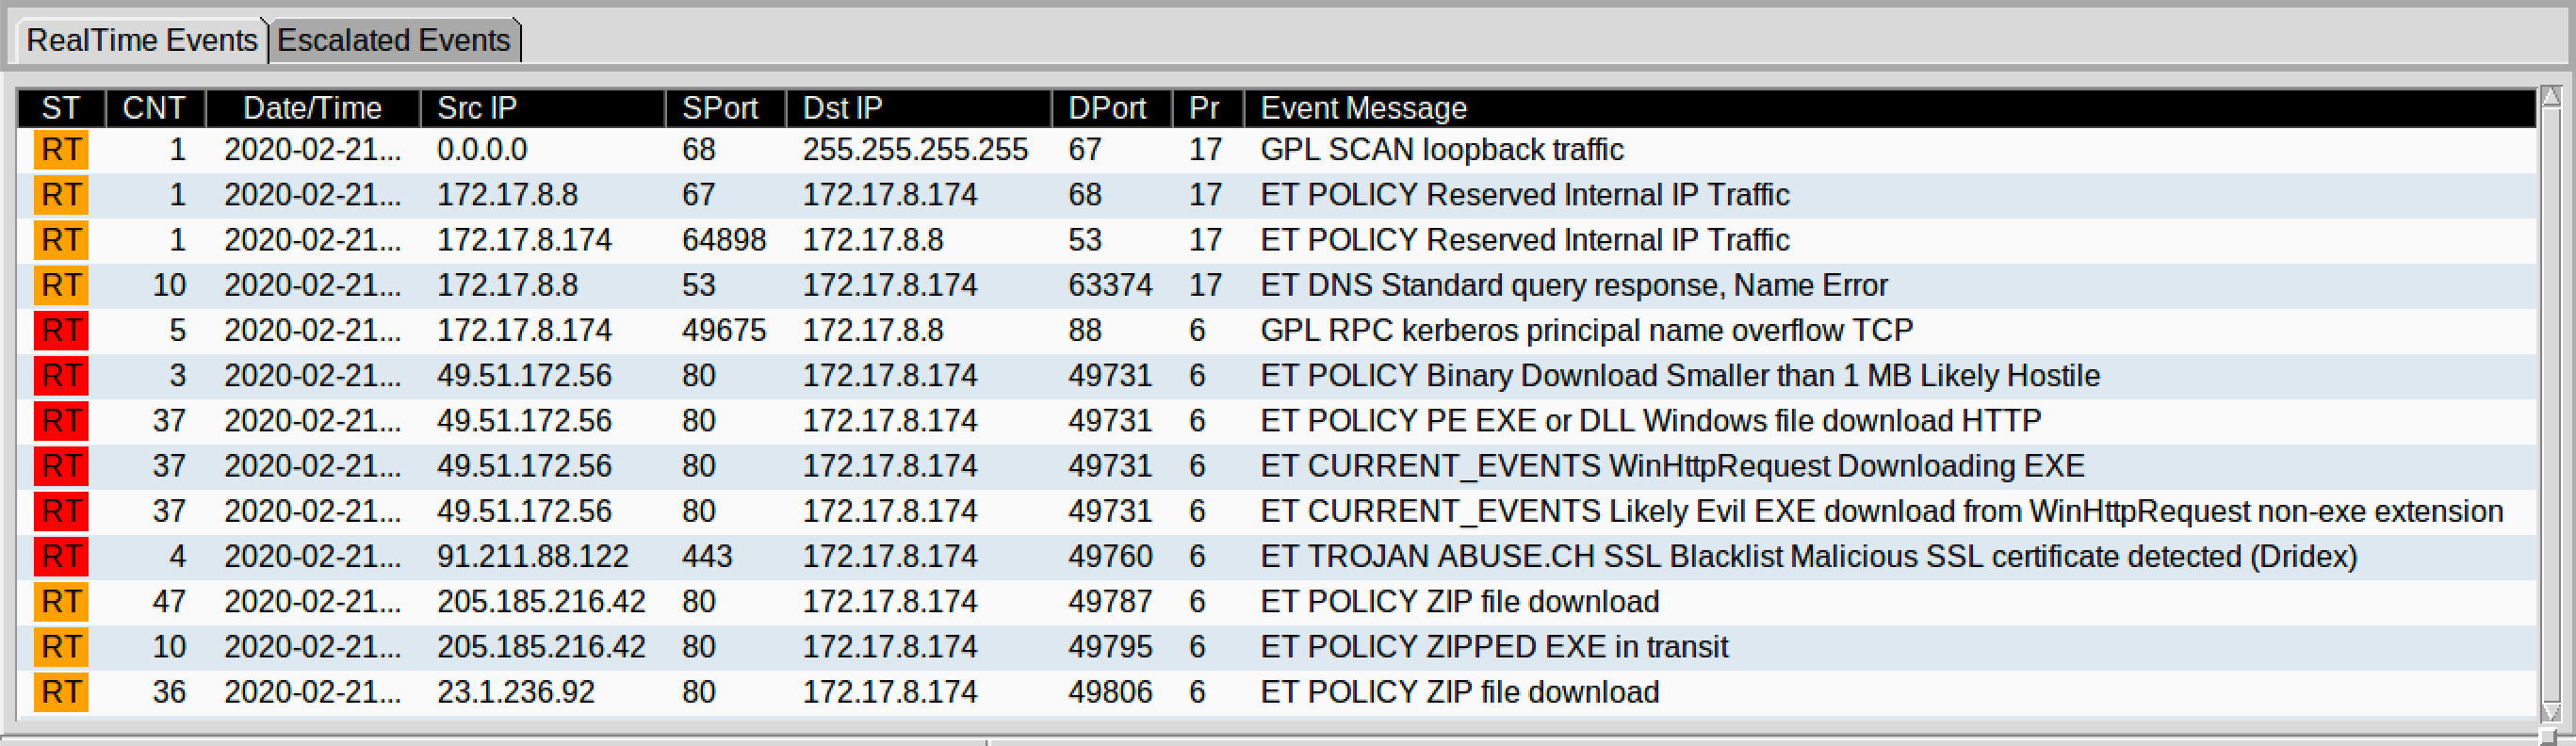 RealTime Events Escalated Events
ST CNT Date/Time Src IP SPort Dst IP DPort Pr Event Message
RT 1 2020-02-21... 0.0.0.0 68 255.255.255.255 67 17 GPL SCAN loopback traffic
RT 1 2020-02-21... 172.17.8.8 67 172.17.8.174 68 17 ET POLICY Reserved Internal IP Traffic
RT 1 2020-02-21... 172.17.8.174 64898 172.17.8.8 53 17 ET POLICY Reserved Internal IP Traffic
RT 10 2020-02-21... 172.17.8.8 53 172.17.8.174 63374 17 ET DNS Standard query response, Name Error
RT 5 2020-02-21... 172.17.8.174 49675 172.17.8.8 88 6 GPL RPC kerberos principal name overflow TCP
RT 3 2020-02-21... 49.51.172.56 80 172.17.8.174 49731 6 ET POLICY Binary Download Smaller than 1 MB Likely Hostile
RT 37 2020-02-21... 49.51.172.56 80 172.17.8.174 49731 6 ET POLICY PE EXE or DLL Windows file download HTTP
RT 37 2020-02-21... 49.51.172.56 80 172.17.8.174 49731 6 ET CURRENT_EVENTS WinHttpRequest Downloading EXE
RT 37 2020-02-21... 49.51.172.56 80 172.17.8.174 49731 6 ET CURRENT_EVENTS Likely Evil EXE download from WinHttpRequest non-exe extension
RT 4 2020-02-21... 91.211.88.122 443 172.17.8.174 49760 6 ET TROJAN ABUSE.CH SSL Blacklist Malicious SSL certificate detected (Dridex)
RT 47 2020-02-21... 205.185.216.42 80 172.17.8.174 49787 6 ET POLICY ZIP file download
RT 10 2020-02-21... 205.185.216.42 80 172.17.8.174 49795 6 ET POLICY ZIPPED EXE in transit
RT 36 2020-02-21... 23.1.236.92 80 172.17.8.174 49806 6 ET POLICY ZIP file download